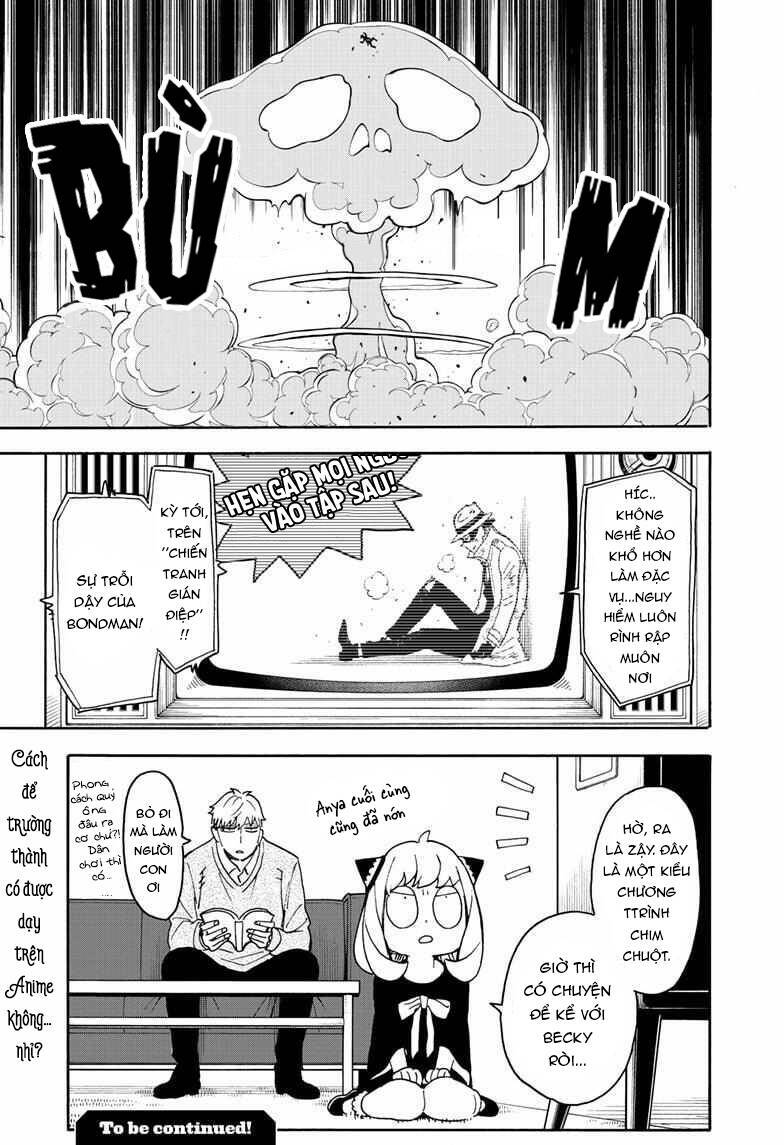 BÙM
HẸN GẶP MỌI NGƯỜI
VÀO TẬP SAU!
HÍC..
KHÔNG
NGHỀ NÀO
KHỔ HƠN
LÀM ĐẶC
VỤ...NGUY
HIỂM LUÔN
RÌNH RẬP
MUÔN
NƠI
KỲ TỚI,
TRÊN
"CHIẾN
TRANH
GIÁN
ĐIỆP"
!!
SỰ TRỖI
DẬY CỦA
BONDMAN!
HỜ, RA
LÀ ZẬY. ĐÂY
LÀ MỘT KIỂU
CHƯƠNG
TTRÌNH
CHIM
CHUỘT.
GIỜ THÌ
CÓ CHUYỆN
ĐỂ KỂ VỚI
BECKY
RÒI...
Anya cuối cùng
cũng đã nớn
BỎ ĐI
MÀ LÀM
NGƯỜI
CON
ƠI
Phong
cách quý
ông
đâu ra
cơ chứ?!
Dân
chơi thì
có...
....
Cách
để
trường
thành
có được
dạy
trên
Anime
không...
nhỉ?
To be continued!